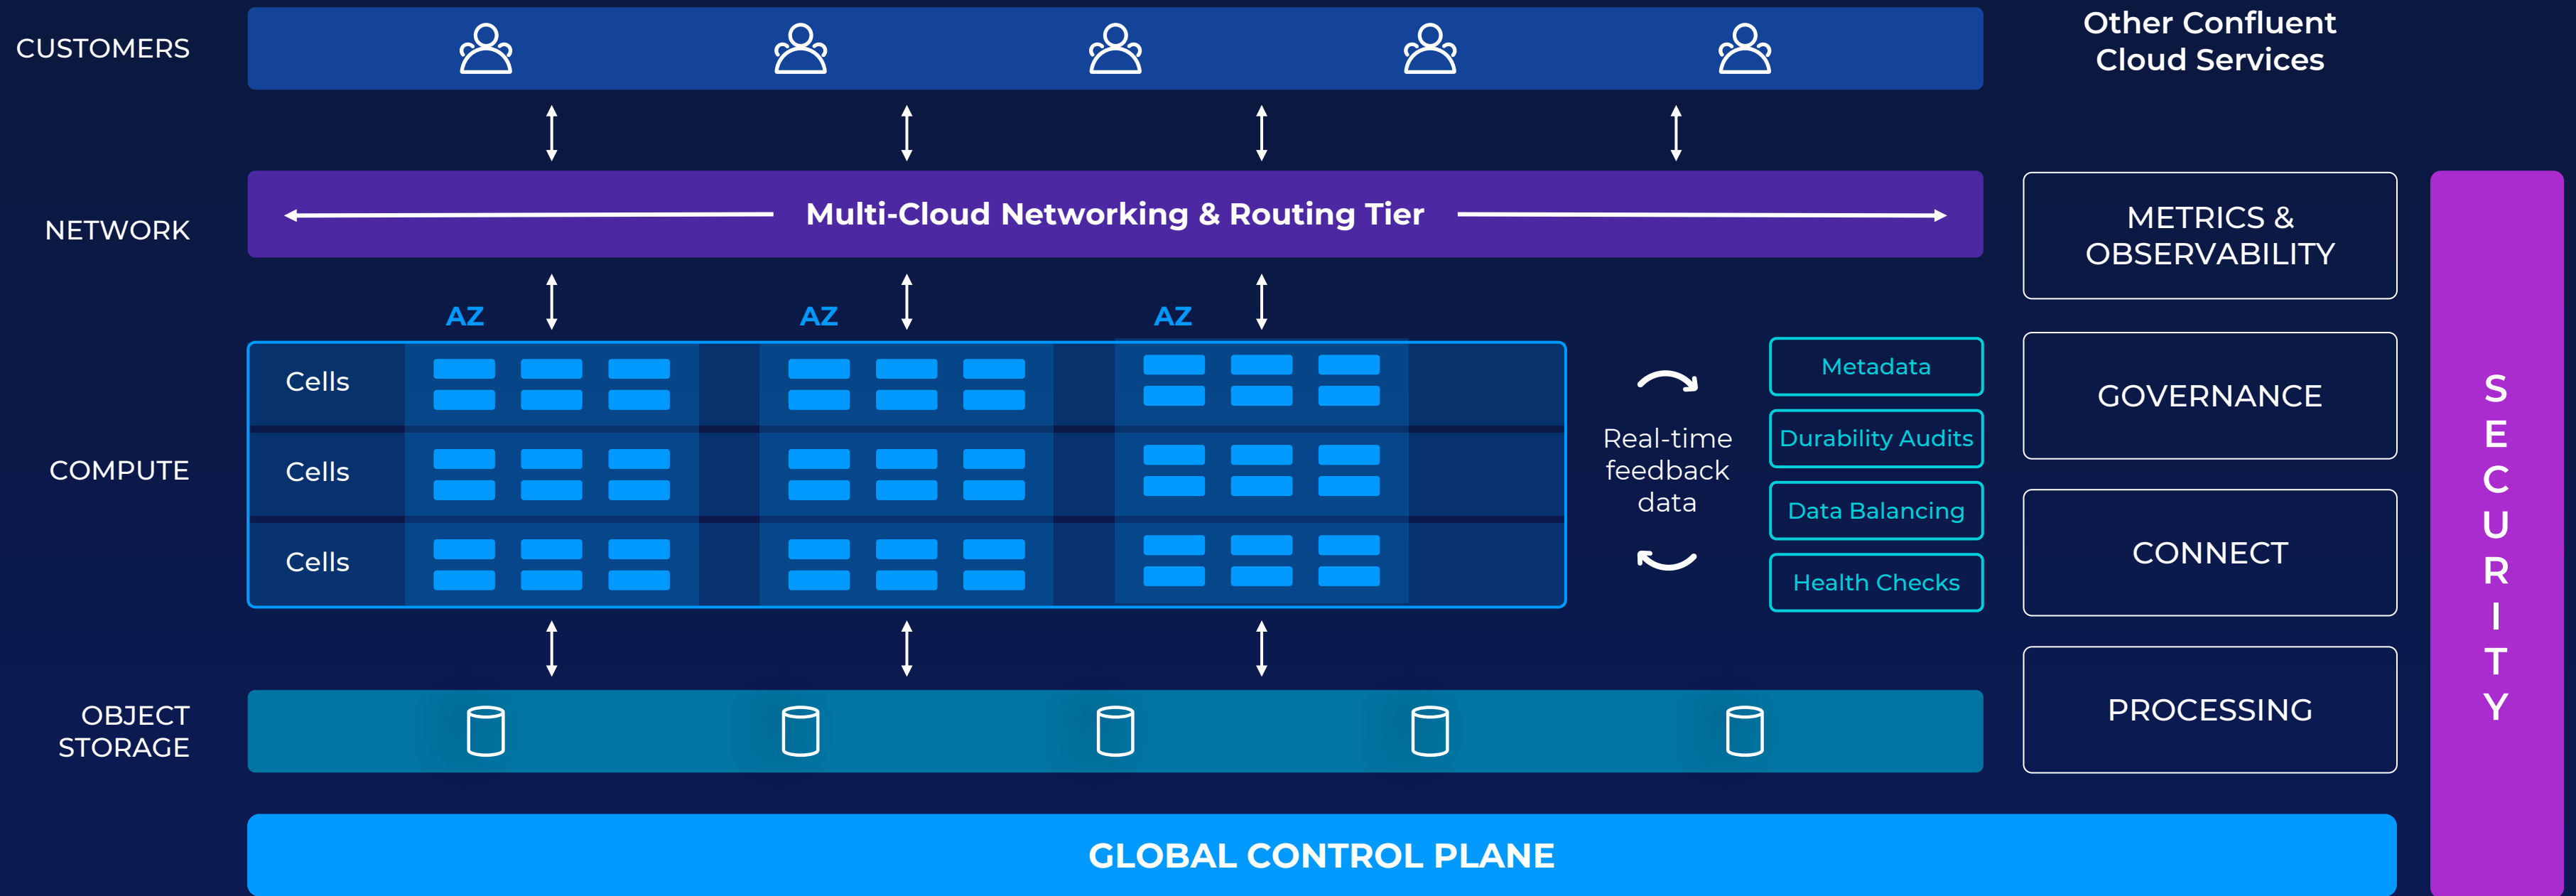 CUSTOMERS
Other Confluent
Cloud Services
NETWORK
Multi-Cloud Networking & Routing Tier
METRICS &
OBSERVABILITY
AZ
AZ
AZ
COMPUTE
Cells
Cells
Cells
Real-time
feedback
data
Metadata
Durability Audits
Data Balancing
Health Checks
GOVERNANCE
CONNECT
PROCESSING
OBJECT
STORAGE
GLOBAL CONTROL PLANE
SECURITY